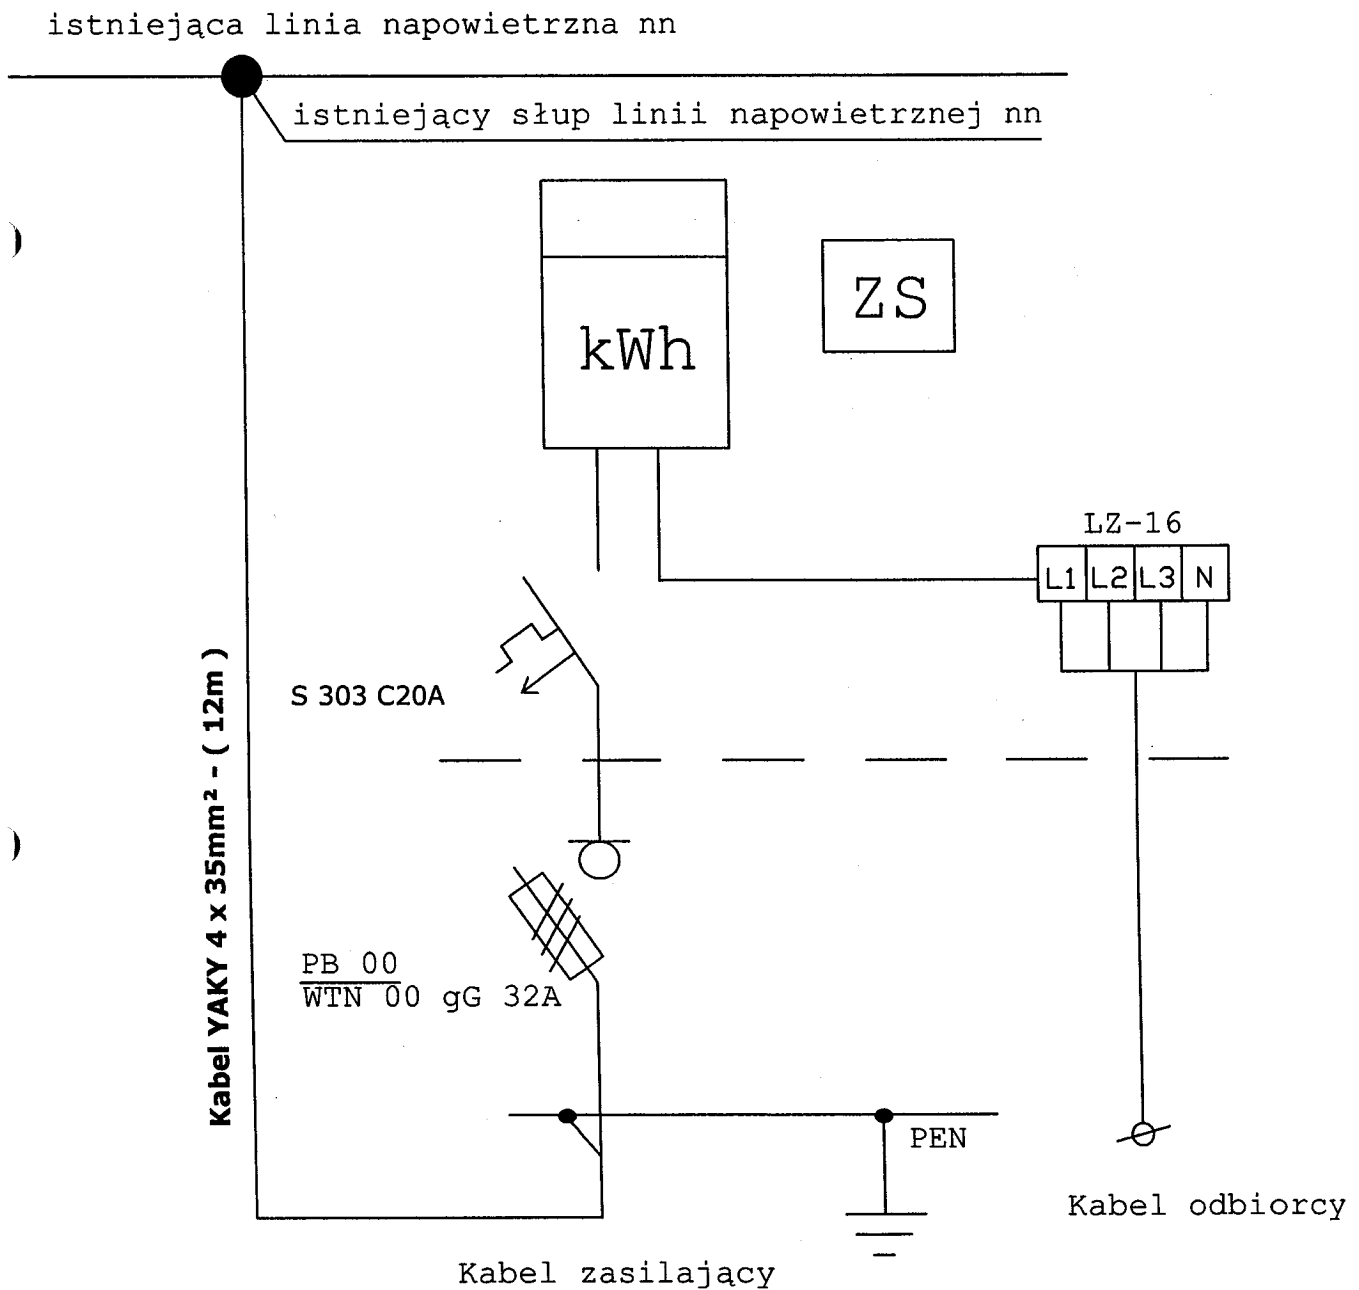 istniejąca linia napowietrzna nn
istniejący słup linii napowietrznej nn
kWh
ZS
LZ-16
L1 L2 L3 N
S 303 C20A
Kabel YAKY 4 x 35mm² - ( 12m )
PB 00
WTN 00 gG 32A
PEN
Kabel odbiorcy
Kabel zasilający